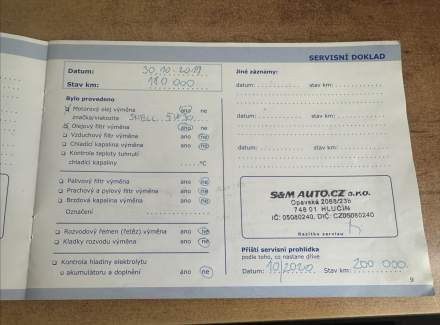 SERVISNÍ DOKLAD
Datum: 30.10.2019
Stav km: 180 000
Bylo provedeno
Motorový olej výměna ano ne
značka/viskozita SHELL 5W30
Olejový filtr výměna ano ne
Vzduchový filtr výměna ano ne
Chladicí kapalina výměna ano ne
Kontrola teploty tuhnutí
chladicí kapaliny °C
Palivový filtr výměna ano ne
Prachový a pylový filtr výměna ano ne
Brzdová kapalina výměna ano ne
Označení
Rozvodový řemen (řetěz) výměna ano ne
Kladky rozvodu výměna ano ne
Kontrola hladiny elektrolytu
u akumulátoru a doplnění ano ne
Jiné záznamy:
datum: stav km:
datum: stav km:
datum: stav km:
S&M AUTO.CZ s.r.o.
Opavská 2068/23b
748 01 HLUČÍN
IČ: 05080240, DIČ: CZ05080240
Razítko servisu
Příští servisní prohlídka
podle toho, co nastane dříve
Datum: 10/2020 Stav km: 200 000
9